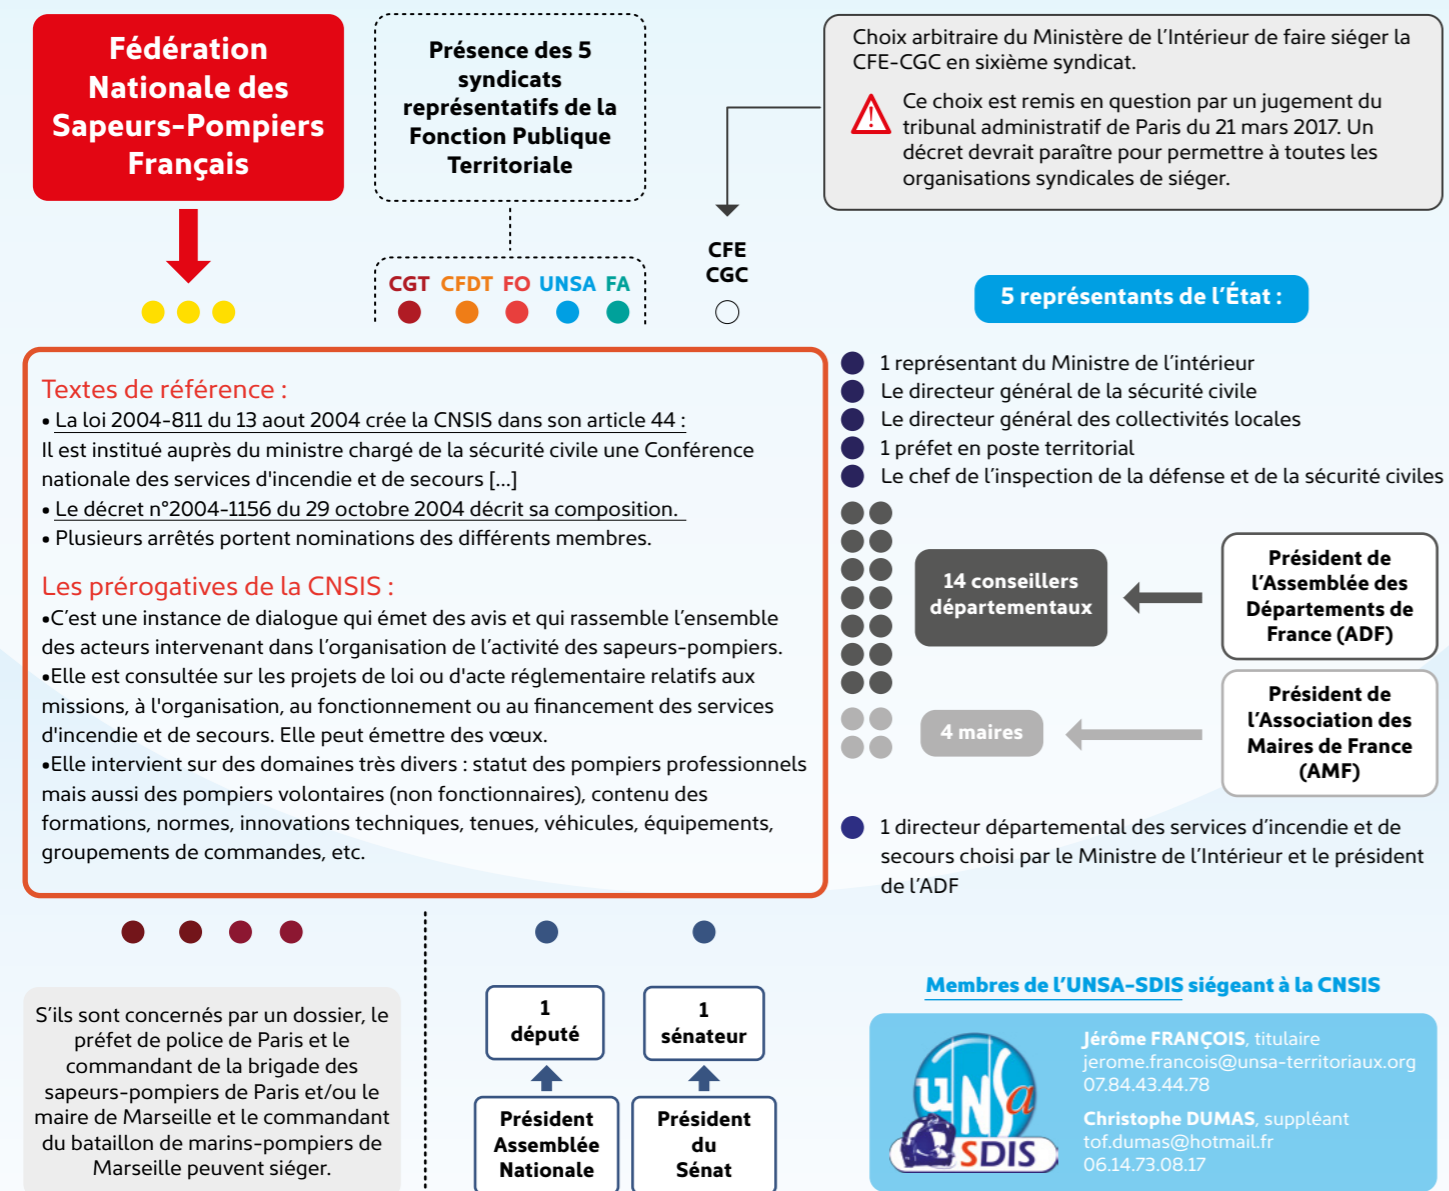 Fédération
Nationale des
Sapeurs-Pompiers
Français
Présence des 5
syndicats
représentatifs de la
Fonction Publique
Territoriale
Choix arbitraire du Ministère de l'Intérieur de faire siéger la
CFE-CGC en sixième syndicat.
Ce choix est remis en question par un jugement du
tribunal administratif de Paris du 21 mars 2017. Un
décret devrait paraître pour permettre à toutes les
organisations syndicales de siéger.
CGT CFDT FO UNSA FA
CFE
CGC
5 représentants de l'État :
1 représentant du Ministre de l'intérieur
Le directeur général de la sécurité civile
Le directeur général des collectivités locales
1 préfet en poste territorial
Le chef de l'inspection de la défense et de la sécurité civiles
Textes de référence :
• La loi 2004-811 du 13 aout 2004 crée la CNSIS dans son article 44 :
Il est institué auprès du ministre chargé de la sécurité civile une Conférence
nationale des services d'incendie et de secours [...]
• Le décret n°2004-1156 du 29 octobre 2004 décrit sa composition.
• Plusieurs arrêtés portent nominations des différents membres.
Les prérogatives de la CNSIS :
•C'est une instance de dialogue qui émet des avis et qui rassemble l'ensemble
des acteurs intervenant dans l'organisation de l'activité des sapeurs-pompiers.
•Elle est consultée sur les projets de loi ou d'acte réglementaire relatifs aux
missions, à l'organisation, au fonctionnement ou au financement des services
d'incendie et de secours. Elle peut émettre des vœux.
•Elle intervient sur des domaines très divers : statut des pompiers professionnels
mais aussi des pompiers volontaires (non fonctionnaires), contenu des
formations, normes, innovations techniques, tenues, véhicules, équipements,
groupements de commandes, etc.
14 conseillers
départementaux
Président de
l'Assemblée des
Départements de
France (ADF)
4 maires
Président de
l'Association des
Maires de France
(AMF)
1 directeur départemental des services d'incendie et de
secours choisi par le Ministre de l'Intérieur et le président
de l'ADF
S'ils sont concernés par un dossier, le
préfet de police de Paris et le
commandant de la brigade des
sapeurs-pompiers de Paris et/ou le
maire de Marseille et le commandant
du bataillon de marins-pompiers de
Marseille peuvent siéger.
1
député
Président
Assemblée
Nationale
1
sénateur
Président
du
Sénat
Membres de l'UNSA-SDIS siégeant à la CNSIS
UNSa
SDIS
Jérôme FRANÇOIS, titulaire
jerome.francois@unsa-territoriaux.org
07.84.43.44.78
Christophe DUMAS, suppléant
tof.dumas@hotmail.fr
06.14.73.08.17